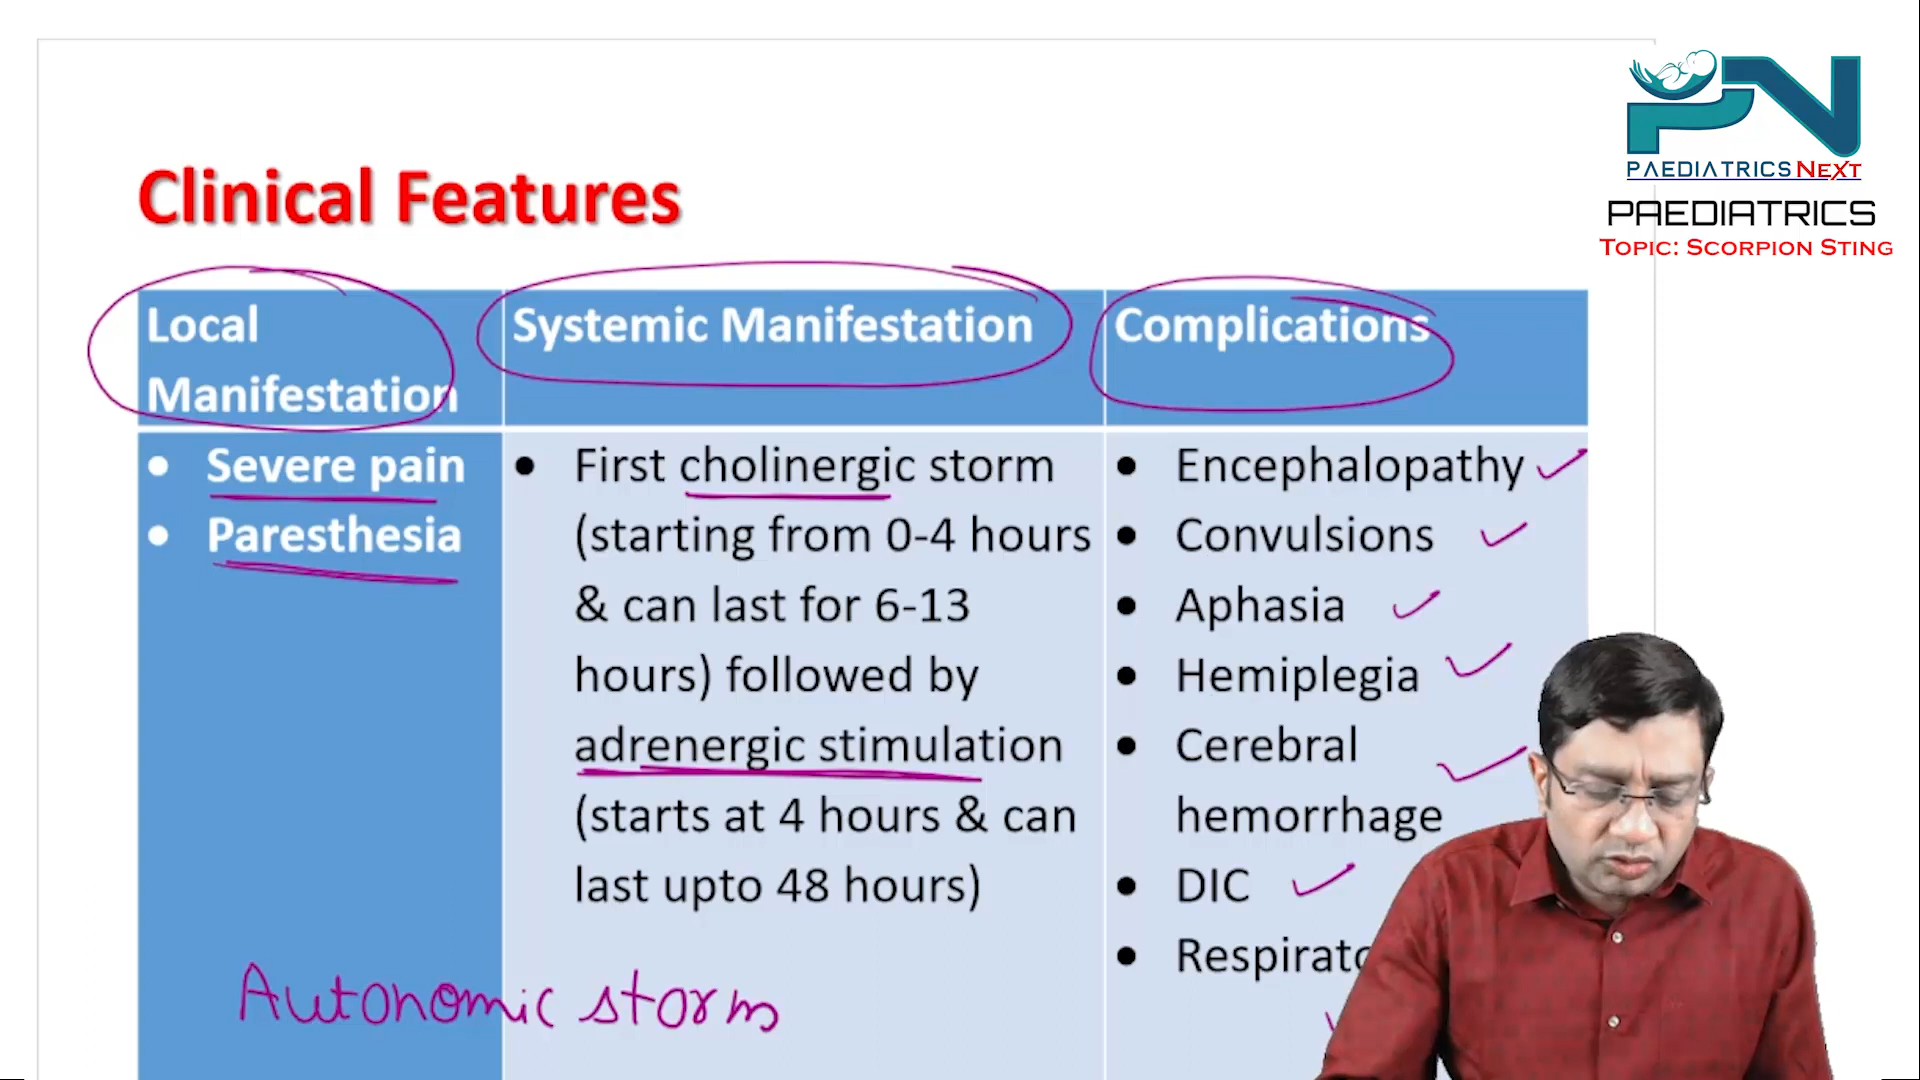 PAEDIATRICS NEXT
PAEDIATRICS
Topic: Scorpion Sting
Clinical Features
Local
Manifestation
Systemic Manifestation
Complications
• Severe pain
• Paresthesia
• First cholinergic storm
(starting from 0-4 hours
& can last for 6-13
hours) followed by
adrenergic stimulation
(starts at 4 hours & can
last upto 48 hours)
• Encephalopathy
• Convulsions
• Aphasia
• Hemiplegia
• Cerebral
hemorrhage
• DIC
Autonomic storm